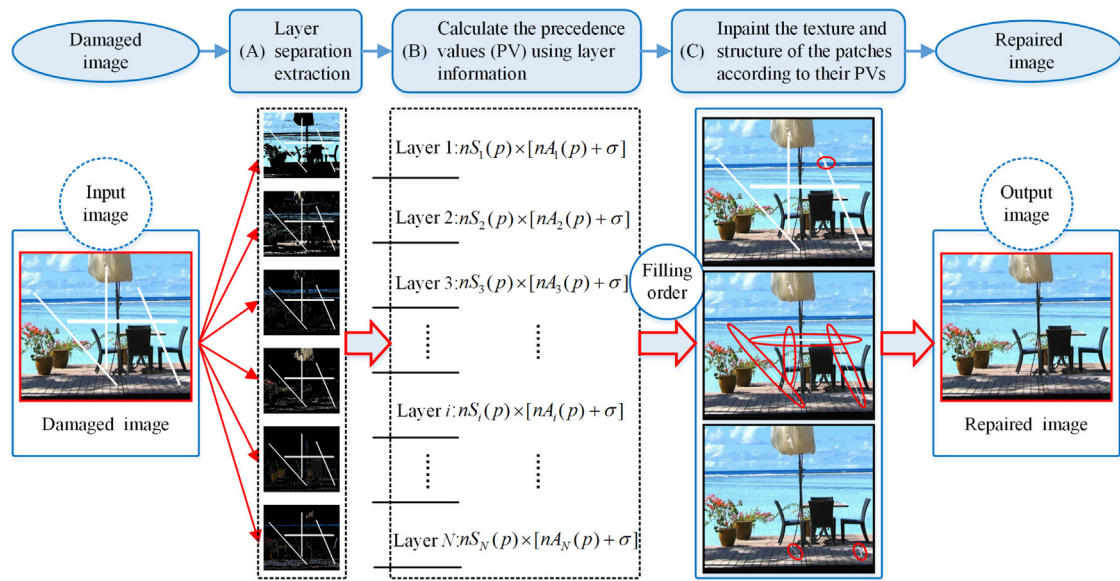 Damaged
image
(A)
Layer
separation
extraction
(B)
Calculate the precedence
values (PV) using layer
information
(C)
Inpaint the texture and
structure of the patches
according to their PVs
Repaired
image
Input
image
Damaged image
Layer 1:nS₁(p)×[nA₁(p)+σ]
Layer 2:nS₂(p)×[nA₂(p)+σ]
Layer 3:nS₃(p)×[nA₃(p)+σ]
Layer i:nSᵢ(p)×[nAᵢ(p)+σ]
Layer N:nS_N(p)×[nA_N(p)+σ]
Filling
order
Output
image
Repaired image